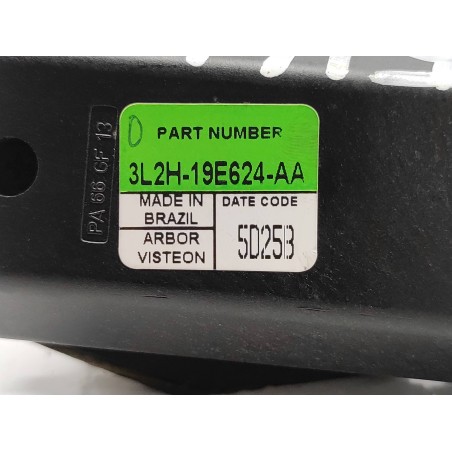 PART NUMBER
3L2H-19E624-AA
MADE IN
BRAZIL
DATE CODE
ARBOR
VISTEON
5D25B
PA 66 GF 13